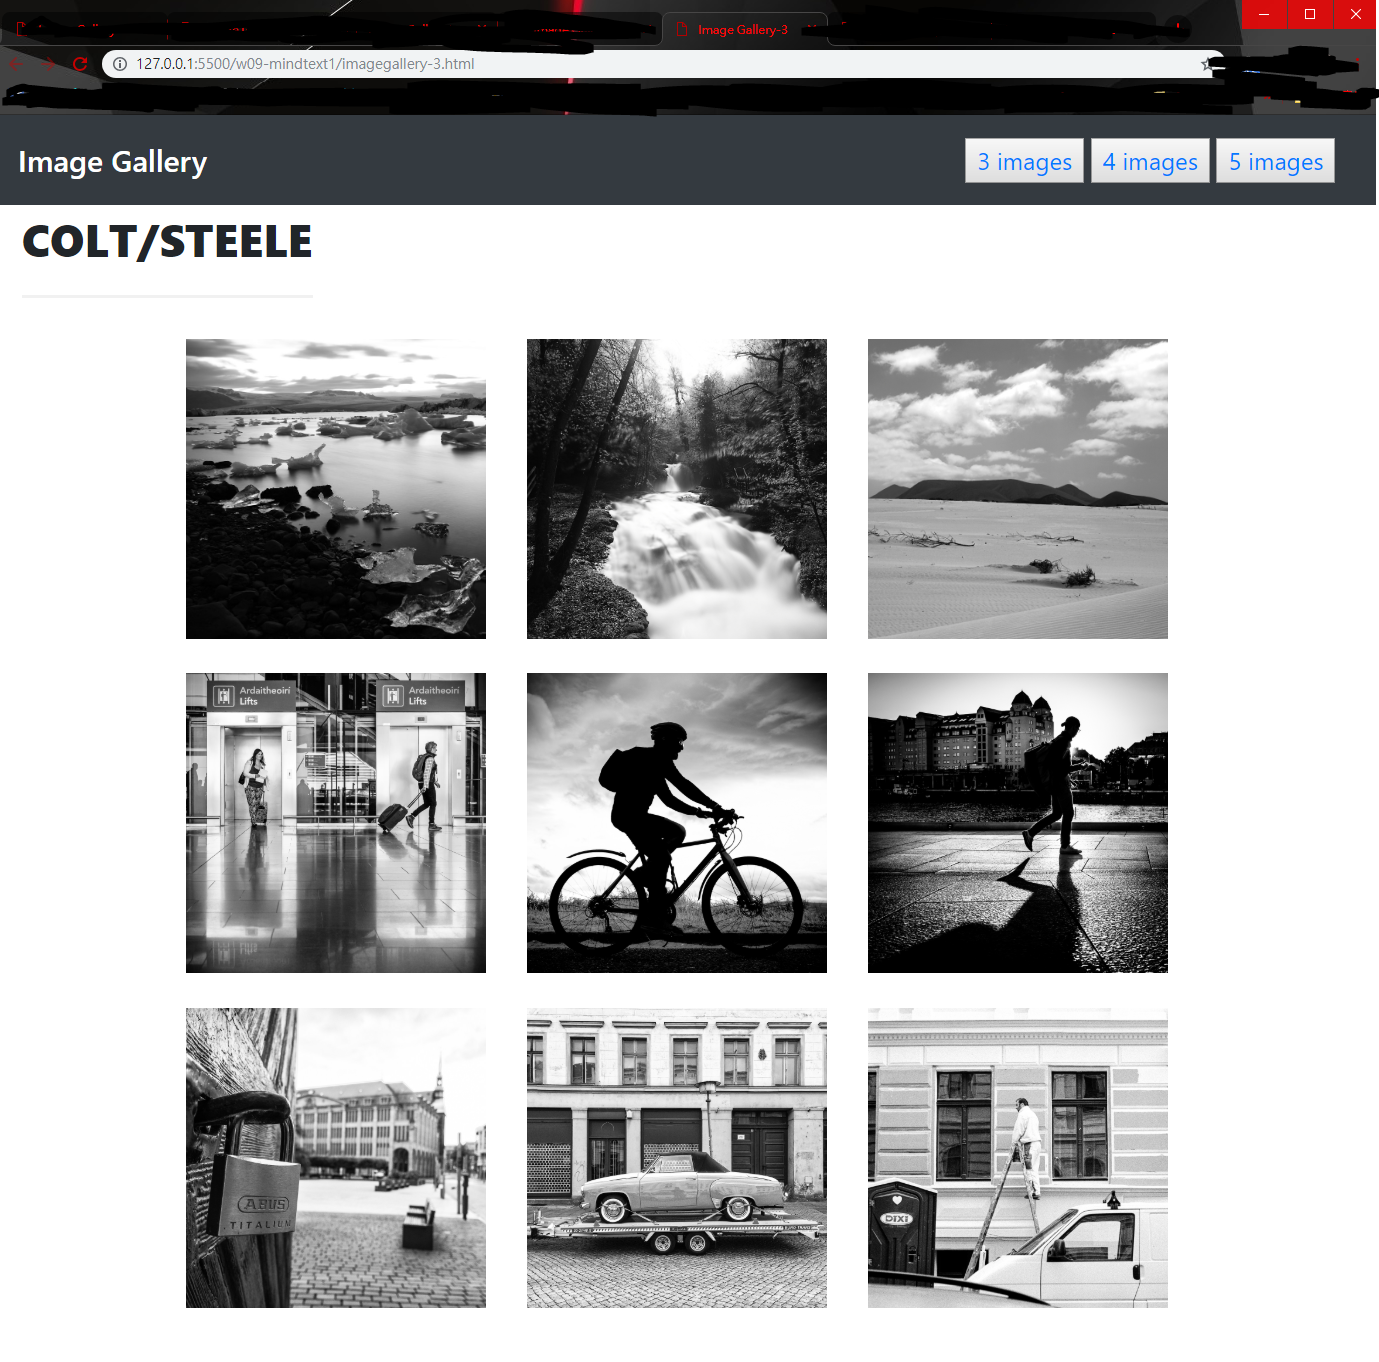 Image Gallery-3
127.0.0.1:5500/w09-mindtext1/imagegallery-3.html
Image Gallery
3 images
4 images
5 images
COLT/STEELE
Ardaitheoirí
Lifts
Ardaitheoirí
Lifts
ABUS
TITALIUM
DIXI